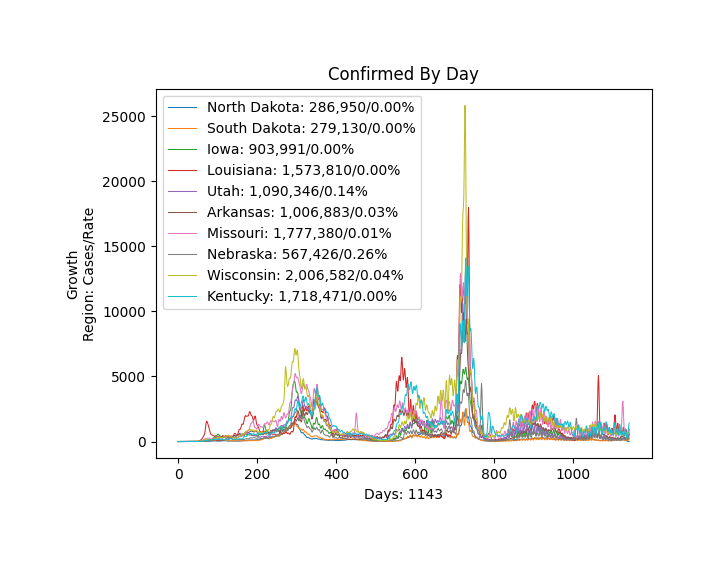 Confirmed By Day
Growth
Region: Cases/Rate
25000
20000
15000
10000
5000
0
North Dakota: 286,950/0.00%
South Dakota: 279,130/0.00%
Iowa: 903,991/0.00%
Louisiana: 1,573,810/0.00%
Utah: 1,090,346/0.14%
Arkansas: 1,006,883/0.03%
Missouri: 1,777,380/0.01%
Nebraska: 567,426/0.26%
Wisconsin: 2,006,582/0.04%
Kentucky: 1,718,471/0.00%
0 200 400 600 800 1000
Days: 1143